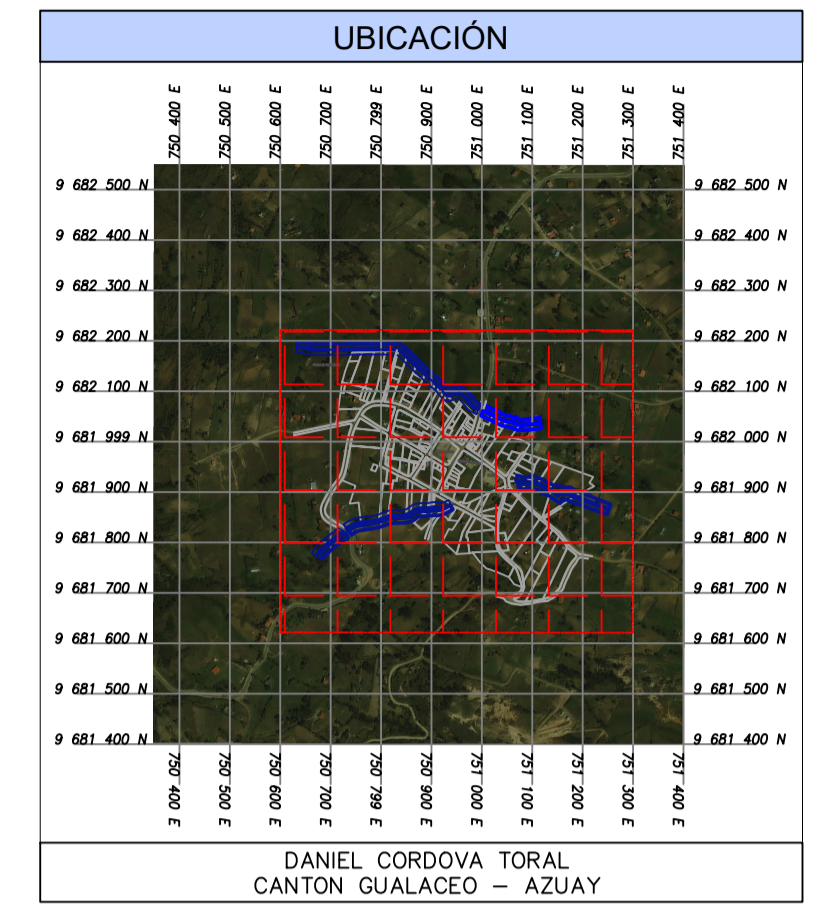 UBICACIÓN
750 400 E
750 500 E
750 600 E
750 700 E
750 799 E
750 900 E
751 000 E
751 100 E
751 200 E
751 300 E
751 400 E
9 682 500 N 9 682 500 N
9 682 400 N 9 682 400 N
9 682 300 N 9 682 300 N
9 682 200 N 9 682 200 N
9 682 100 N 9 682 100 N
9 681 999 N 9 682 000 N
9 681 900 N 9 681 900 N
9 681 800 N 9 681 800 N
9 681 700 N 9 681 700 N
9 681 600 N 9 681 600 N
9 681 500 N 9 681 500 N
9 681 400 N 9 681 400 N
750 400 E
750 500 E
750 600 E
750 700 E
750 799 E
750 900 E
751 000 E
751 100 E
751 200 E
751 300 E
751 400 E
DANIEL CORDOVA TORAL
CANTON GUALACEO – AZUAY